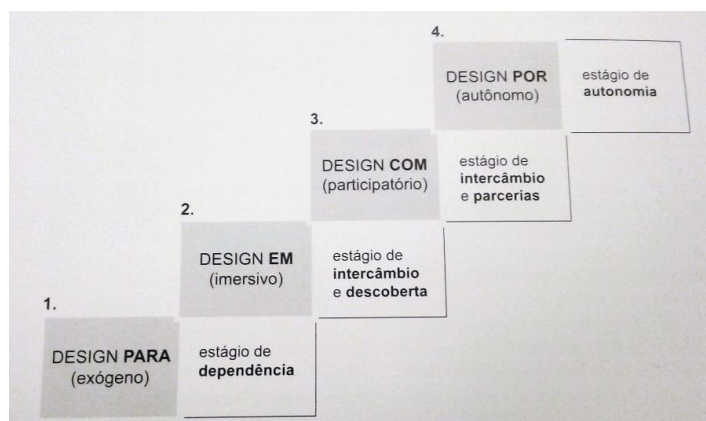 4.
DESIGN POR
(autônomo)
estágio de
autonomia
3.
DESIGN COM
(participatório)
estágio de
intercâmbio
e parcerias
2.
DESIGN EM
(imersivo)
estágio de
intercâmbio
e descoberta
1.
DESIGN PARA
(exógeno)
estágio de
dependência